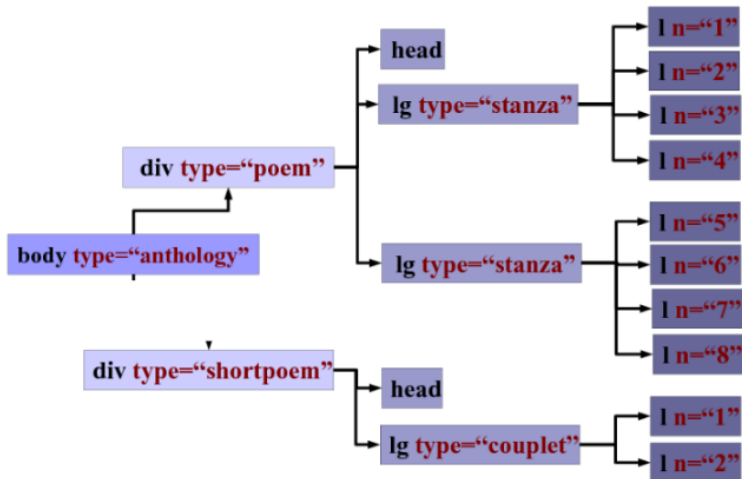 body type=“anthology”
div type=“poem”
head
lg type=“stanza”
l n=“1”
l n=“2”
l n=“3”
l n=“4”
lg type=“stanza”
l n=“5”
l n=“6”
l n=“7”
l n=“8”
div type=“shortpoem”
head
lg type=“couplet”
l n=“1”
l n=“2”